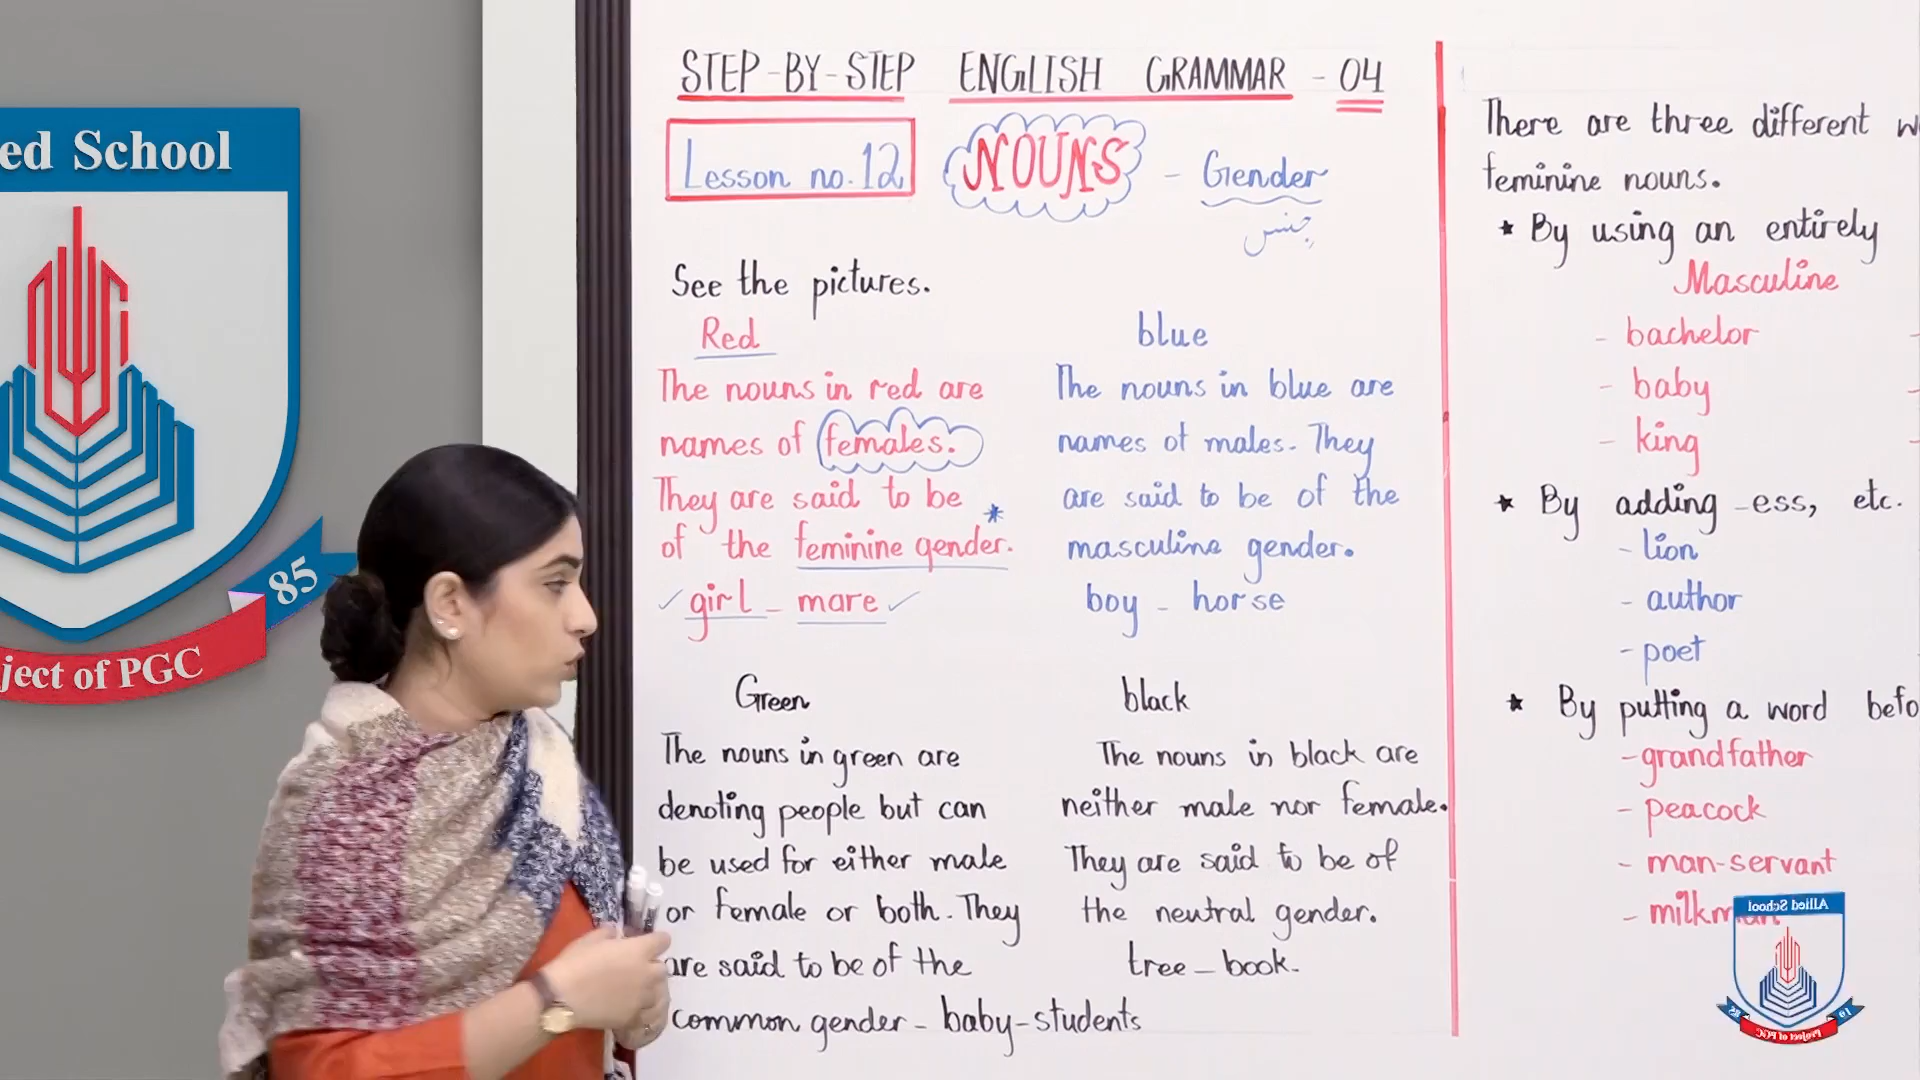 ed School
85
ject of PGC
STEP-BY-STEP ENGLISH GRAMMAR - 04
Lesson no. 12
NOUNS - Gender
جنس
See the pictures.
Red
The nouns in red are
names of females.
They are said to be
of the feminine gender.
girl - mare
blue
The nouns in blue are
names of males. They
are said to be of the
masculine gender.
boy - horse
Green
The nouns in green are
denoting people but can
be used for either male
or female or both. They
are said to be of the
common gender - baby-students
black
The nouns in black are
neither male nor female.
They are said to be of
the neutral gender.
tree - book.
There are three different w
feminine nouns.
* By using an entirely
Masculine
- bachelor
- baby
- king
* By adding -ess, etc.
- lion
- author
- poet
* By putting a word befo
- grandfather
- peacock
- man-servant
- milkman
Allied School
Project of PGC